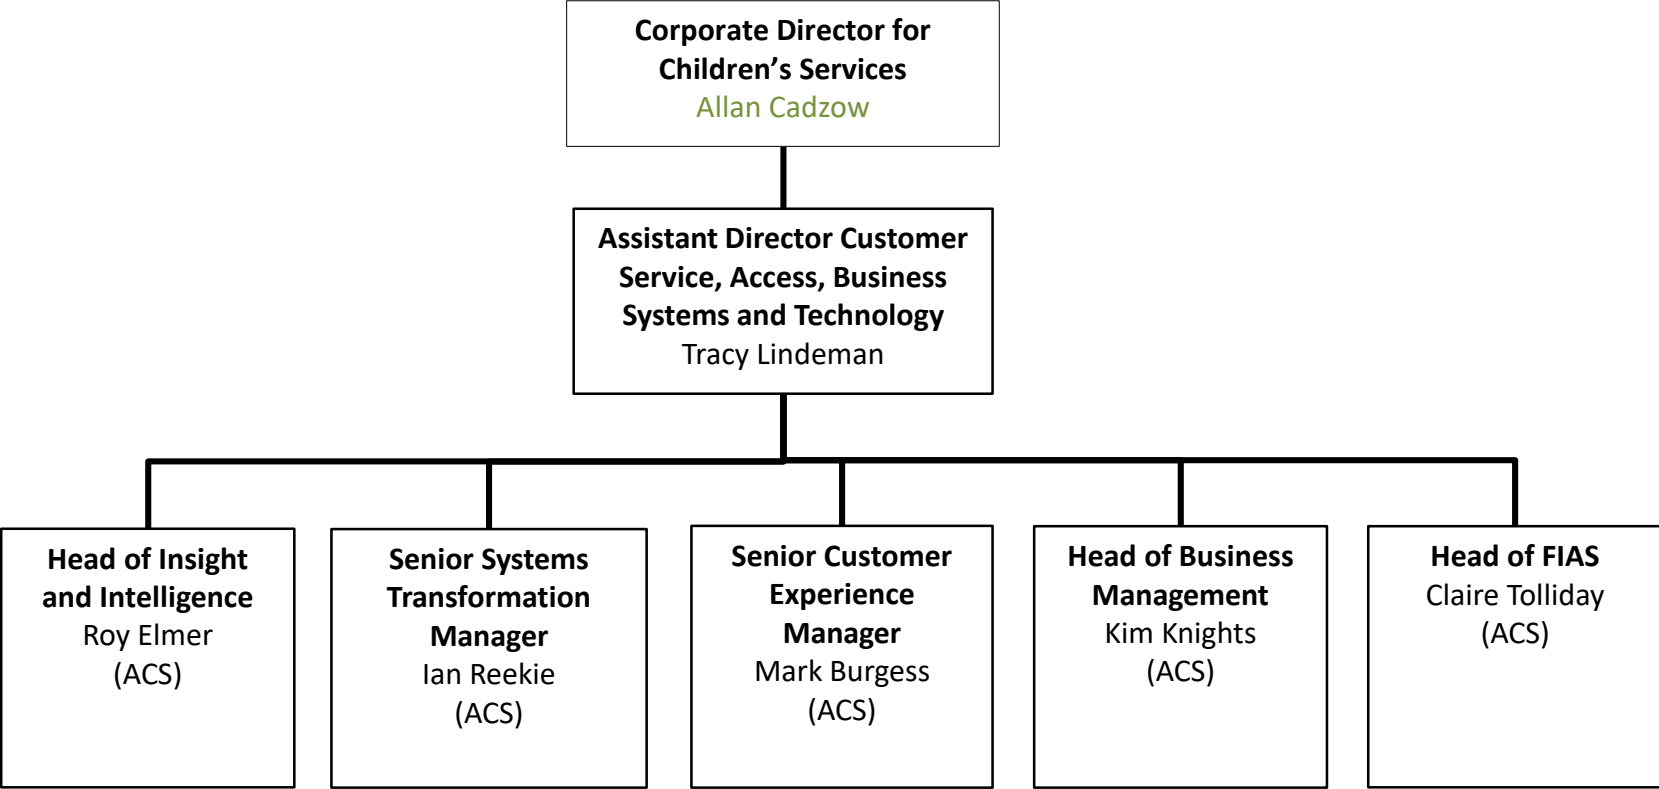 Corporate Director for
Children’s Services
Allan Cadzow
Assistant Director Customer
Service, Access, Business
Systems and Technology
Tracy Lindeman
Head of Insight
and Intelligence
Roy Elmer
(ACS)
Senior Systems
Transformation
Manager
Ian Reekie
(ACS)
Senior Customer
Experience
Manager
Mark Burgess
(ACS)
Head of Business
Management
Kim Knights
(ACS)
Head of FIAS
Claire Tolliday
(ACS)